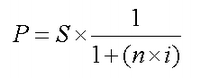 P = S × 1 / (1 + (n × i))